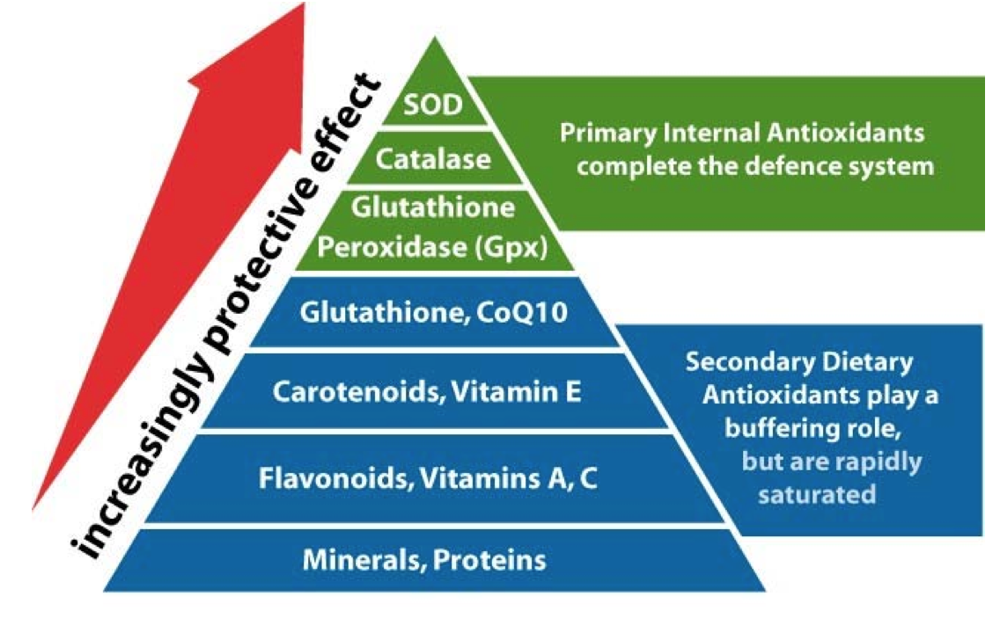 increasingly protective effect
SOD
Catalase
Glutathione
Peroxidase (Gpx)
Glutathione, CoQ10
Carotenoids, Vitamin E
Flavonoids, Vitamins A, C
Minerals, Proteins
Primary Internal Antioxidants
complete the defence system
Secondary Dietary
Antioxidants play a
buffering role,
but are rapidly
saturated